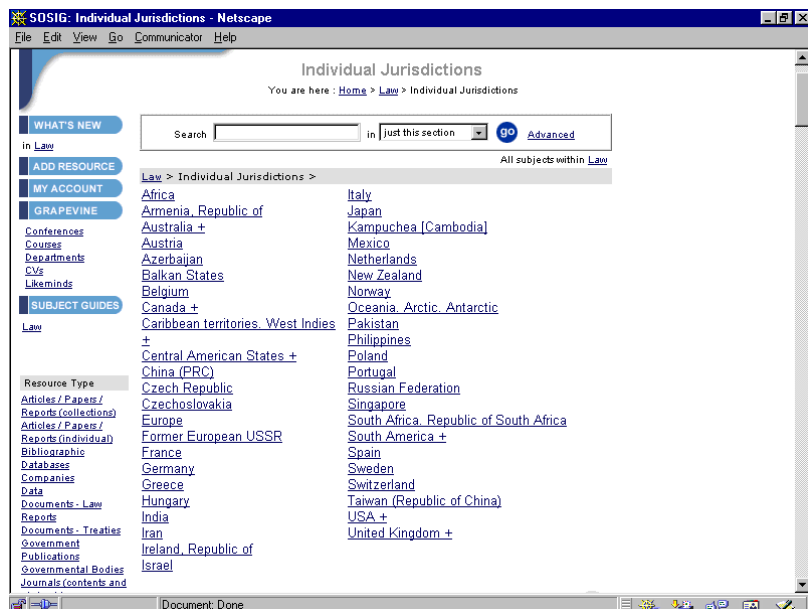 SOSIG: Individual Jurisdictions - Netscape
File Edit View Go Communicator Help
Individual Jurisdictions
You are here : Home > Law > Individual Jurisdictions
WHAT'S NEW
in Law
ADD RESOURCE
MY ACCOUNT
GRAPEVINE
Conferences
Courses
Departments
CVs
Likeminds
SUBJECT GUIDES
Law
Resource Type
Articles / Papers /
Reports (collections)
Articles / Papers /
Reports (individual)
Bibliographic
Databases
Companies
Data
Documents - Law
Reports
Documents - Treaties
Government
Publications
Governmental Bodies
Journals (contents and
Search in just this section go Advanced
All subjects within Law
Law > Individual Jurisdictions >
Africa
Armenia, Republic of
Australia +
Austria
Azerbaijan
Balkan States
Belgium
Canada +
Caribbean territories. West Indies
+
Central American States +
China (PRC)
Czech Republic
Czechoslovakia
Europe
Former European USSR
France
Germany
Greece
Hungary
India
Iran
Ireland, Republic of
Israel
Italy
Japan
Kampuchea [Cambodia]
Mexico
Netherlands
New Zealand
Norway
Oceania. Arctic. Antarctic
Pakistan
Philippines
Poland
Portugal
Russian Federation
Singapore
South Africa. Republic of South Africa
South America +
Spain
Sweden
Switzerland
Taiwan (Republic of China)
USA +
United Kingdom +
Document: Done